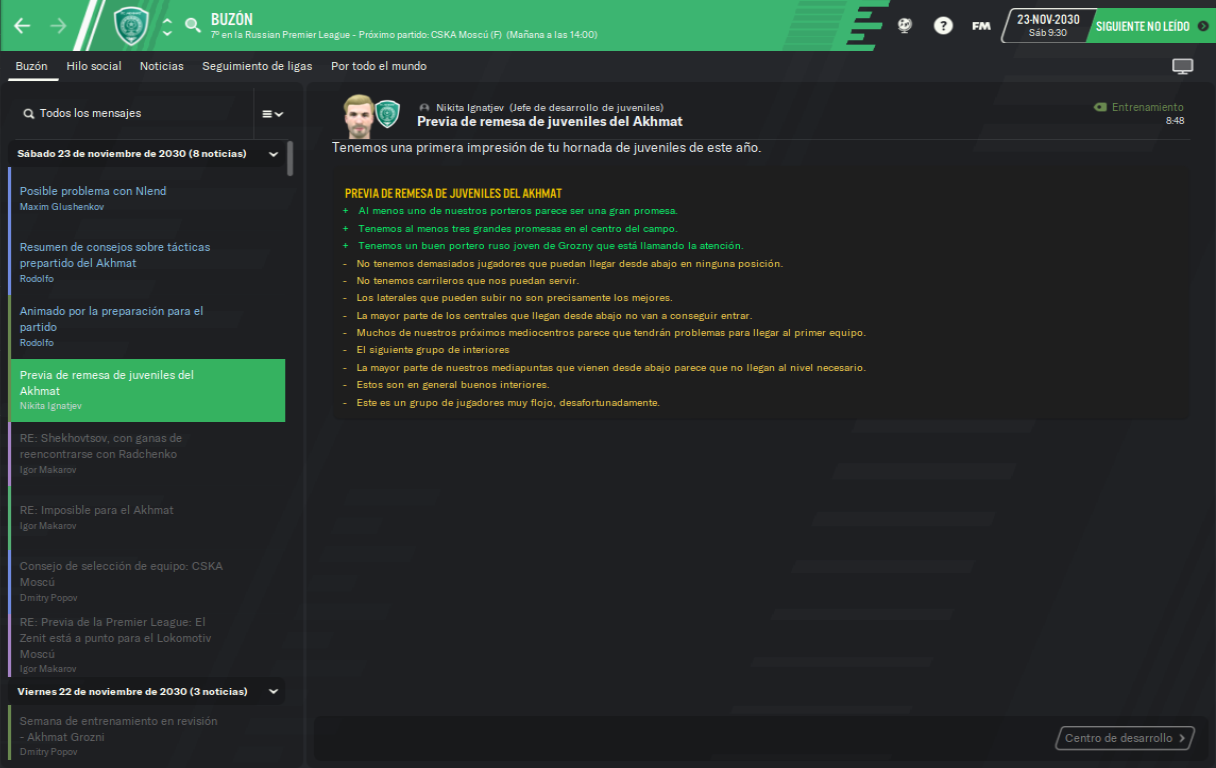 BUZÓN
7º en la Russian Premier League - Próximo partido: CSKA Moscú (F) (Mañana a las 14:00)
?
FM
23-NOV-2030
Sáb 9:30
SIGUIENTE NO LEÍDO
Buzón
Hilo social
Noticias
Seguimiento de ligas
Por todo el mundo
Todos los mensajes
Sábado 23 de noviembre de 2030 (8 noticias)
Posible problema con Nlend
Maxim Glushenkov
Resumen de consejos sobre tácticas
prepartido del Akhmat
Rodolfo
Animado por la preparación para el
partido
Rodolfo
Previa de remesa de juveniles del
Akhmat
Nikita Ignatjev
RE: Shekhovtsov, con ganas de
reencontrarse con Radchenko
Igor Makarov
RE: Imposible para el Akhmat
Igor Makarov
Consejo de selección de equipo: CSKA
Moscú
Dmitry Popov
RE: Previa de la Premier League: El
Zenit está a punto para el Lokomotiv
Moscú
Igor Makarov
Viernes 22 de noviembre de 2030 (3 noticias)
Semana de entrenamiento en revisión
- Akhmat Grozni
Dmitry Popov
Nikita Ignatjev (Jefe de desarrollo de juveniles)
Previa de remesa de juveniles del Akhmat
Entrenamiento
8:48
Tenemos una primera impresión de tu hornada de juveniles de este año.
PREVIA DE REMESA DE JUVENILES DEL AKHMAT
+ Al menos uno de nuestros porteros parece ser una gran promesa.
+ Tenemos al menos tres grandes promesas en el centro del campo.
+ Tenemos un buen portero ruso joven de Grozny que está llamando la atención.
- No tenemos demasiados jugadores que puedan llegar desde abajo en ninguna posición.
- No tenemos carrileros que nos puedan servir.
- Los laterales que pueden subir no son precisamente los mejores.
- La mayor parte de los centrales que llegan desde abajo no van a conseguir entrar.
- Muchos de nuestros próximos mediocentros parece que tendrán problemas para llegar al primer equipo.
- El siguiente grupo de interiores
- La mayor parte de nuestros mediapuntas que vienen desde abajo parece que no llegan al nivel necesario.
- Estos son en general buenos interiores.
- Este es un grupo de jugadores muy flojo, desafortunadamente.
Centro de desarrollo